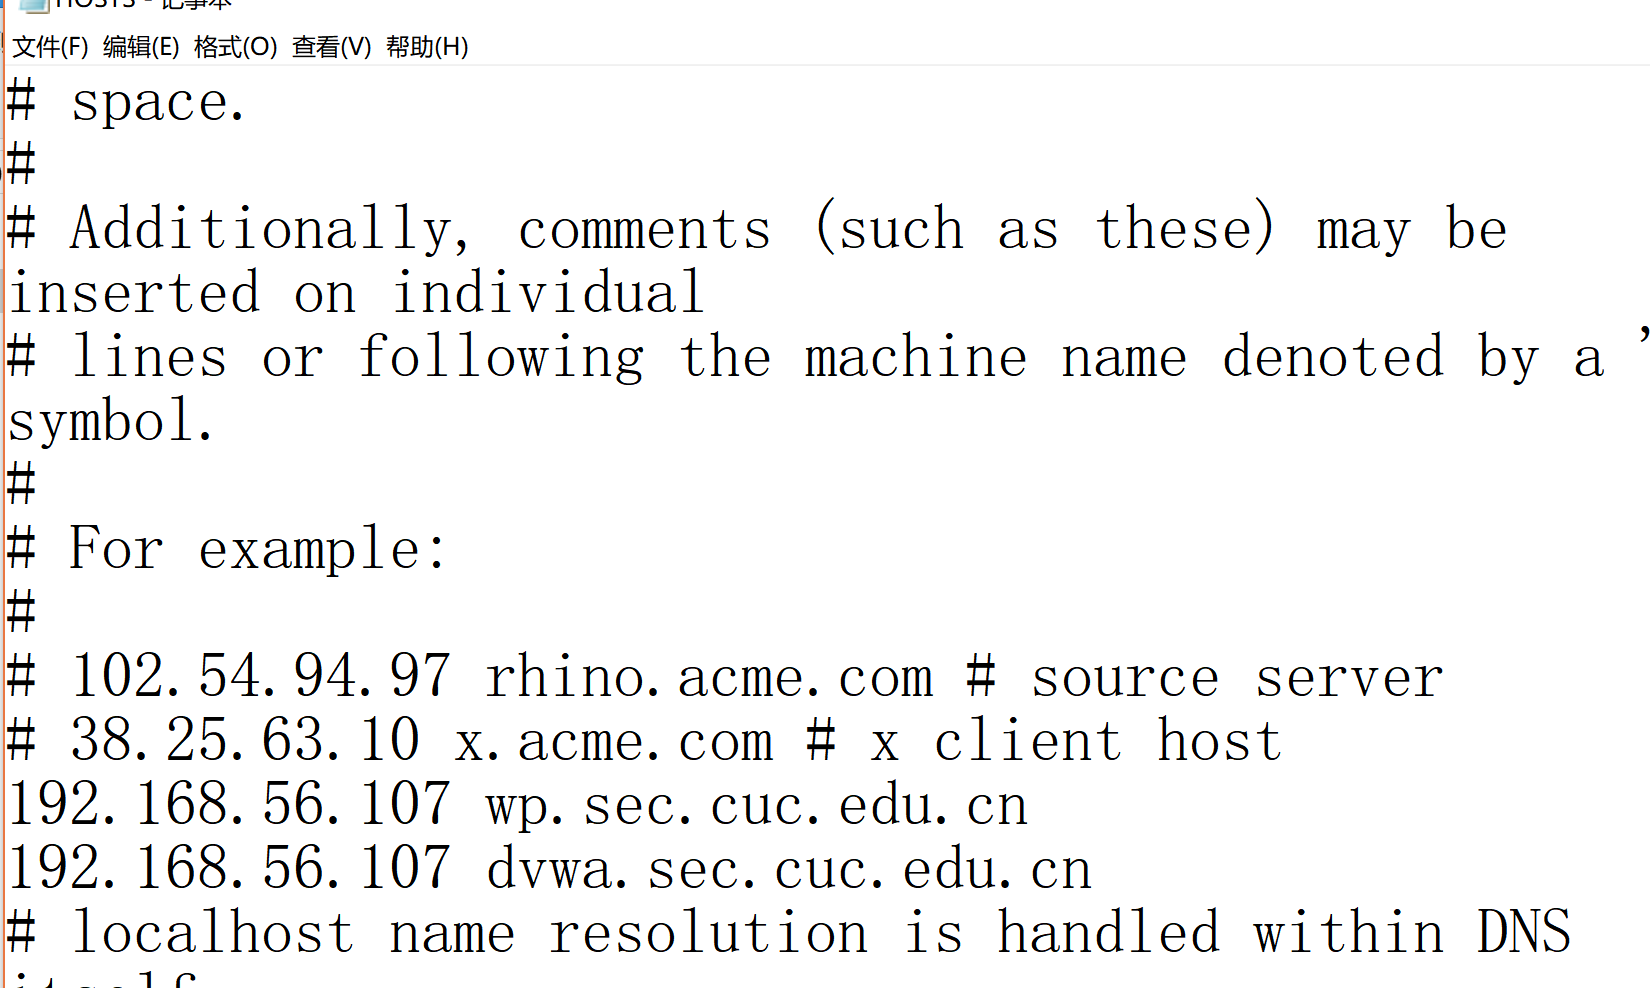 HOSTS - 记事本
文件(F) 编辑(E) 格式(O) 查看(V) 帮助(H)
# space.
#
# Additionally, comments (such as these) may be
inserted on individual
# lines or following the machine name denoted by a '
symbol.
#
# For example:
#
# 102.54.94.97 rhino.acme.com # source server
# 38.25.63.10 x.acme.com # x client host
192.168.56.107 wp.sec.cuc.edu.cn
192.168.56.107 dvwa.sec.cuc.edu.cn
# localhost name resolution is handled within DNS
itself